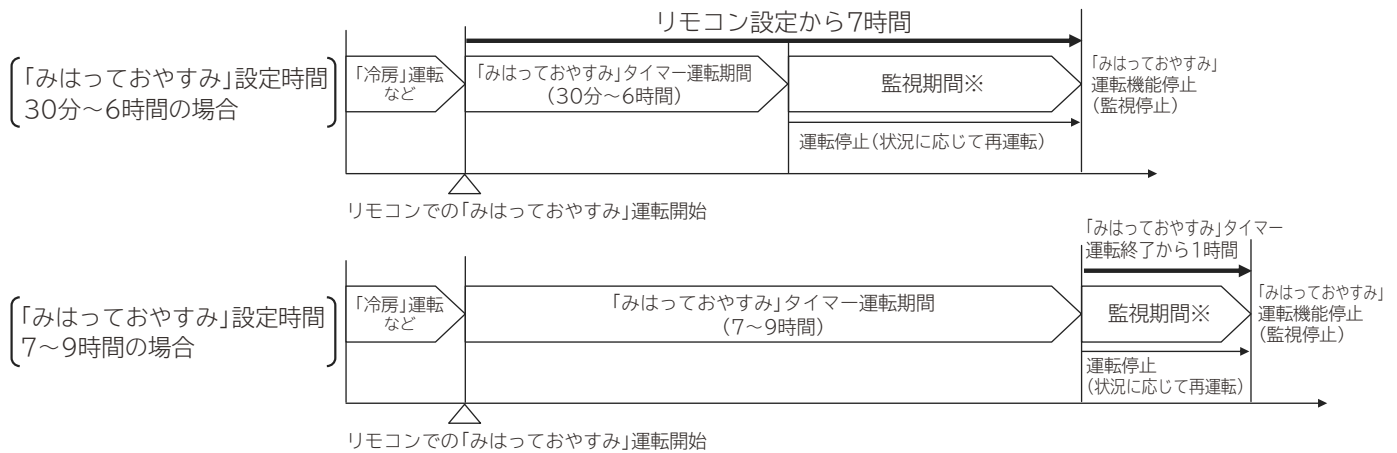 リモコン設定から7時間
「みはっておやすみ」設定時間
30分～6時間の場合
「冷房」運転
など
「みはっておやすみ」タイマー運転期間
（30分～6時間）
監視期間※
「みはっておやすみ」
運転機能停止
（監視停止）
運転停止（状況に応じて再運転）
リモコンでの「みはっておやすみ」運転開始
「みはっておやすみ」タイマー
運転終了から1時間
「みはっておやすみ」設定時間
7～9時間の場合
「冷房」運転
など
「みはっておやすみ」タイマー運転期間
（7～9時間）
監視期間※
「みはっておやすみ」
運転機能停止
（監視停止）
運転停止
（状況に応じて再運転）
リモコンでの「みはっておやすみ」運転開始